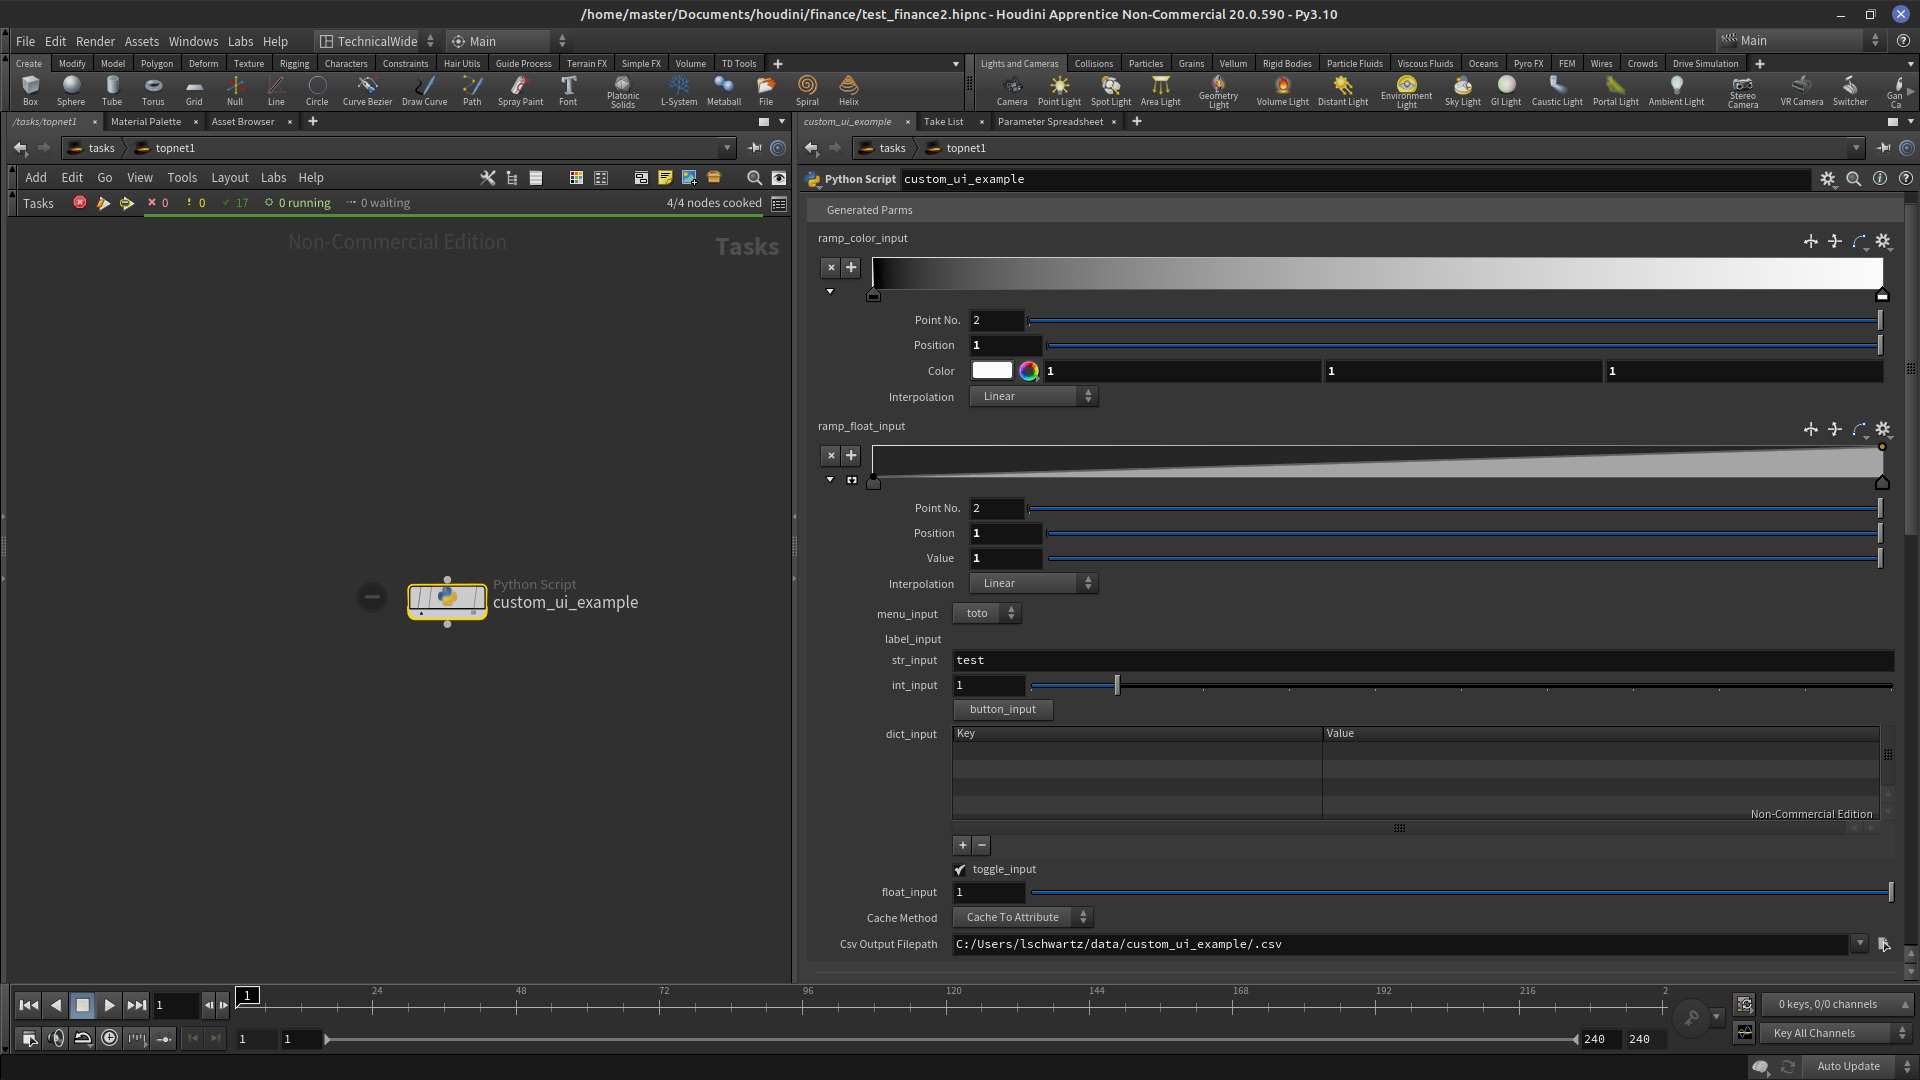 /home/master/Documents/houdini/finance/test_finance2.hipnc - Houdini Apprentice Non-Commercial 20.0.590 - Py3.10
File Edit Render Assets Windows Labs Help TechnicalWide Main Main
Create Modify Model Polygon Deform Texture Rigging Characters Constraints Hair Utils Guide Process Terrain FX Simple FX Volume TD Tools
Lights and Cameras Collisions Particles Grains Vellum Rigid Bodies Particle Fluids Viscous Fluids Oceans Pyro FX FEM Wires Crowds Drive Simulation
Box Sphere Tube Torus Grid Null Line Circle Curve Bezier Draw Curve Path Spray Paint Font Platonic Solids L-System Metaball File Spiral Helix
Camera Point Light Spot Light Area Light Geometry Light Volume Light Distant Light Environment Light Sky Light GI Light Caustic Light Portal Light Ambient Light Stereo Camera VR Camera Switcher Gan Ca
/tasks/topnet1 Material Palette Asset Browser
custom_ui_example Take List Parameter Spreadsheet
tasks topnet1
tasks topnet1
Add Edit Go View Tools Layout Labs Help
Python Script custom_ui_example
Tasks 0 0 17 0 running 0 waiting 4/4 nodes cooked
Generated Parms
Non-Commercial Edition
Tasks
ramp_color_input
Point No. 2
Position 1
Color 1 1 1
Interpolation Linear
ramp_float_input
Point No. 2
Position 1
Value 1
Interpolation Linear
Python Script
custom_ui_example
menu_input toto
label_input
str_input test
int_input 1
button_input
dict_input Key Value
Non-Commercial Edition
toggle_input
float_input 1
Cache Method Cache To Attribute
Csv Output Filepath C:/Users/lschwartz/data/custom_ui_example/.csv
1 1 24 48 72 96 120 144 168 192 216 2
0 keys, 0/0 channels
1 1 240 240
Key All Channels
Auto Update